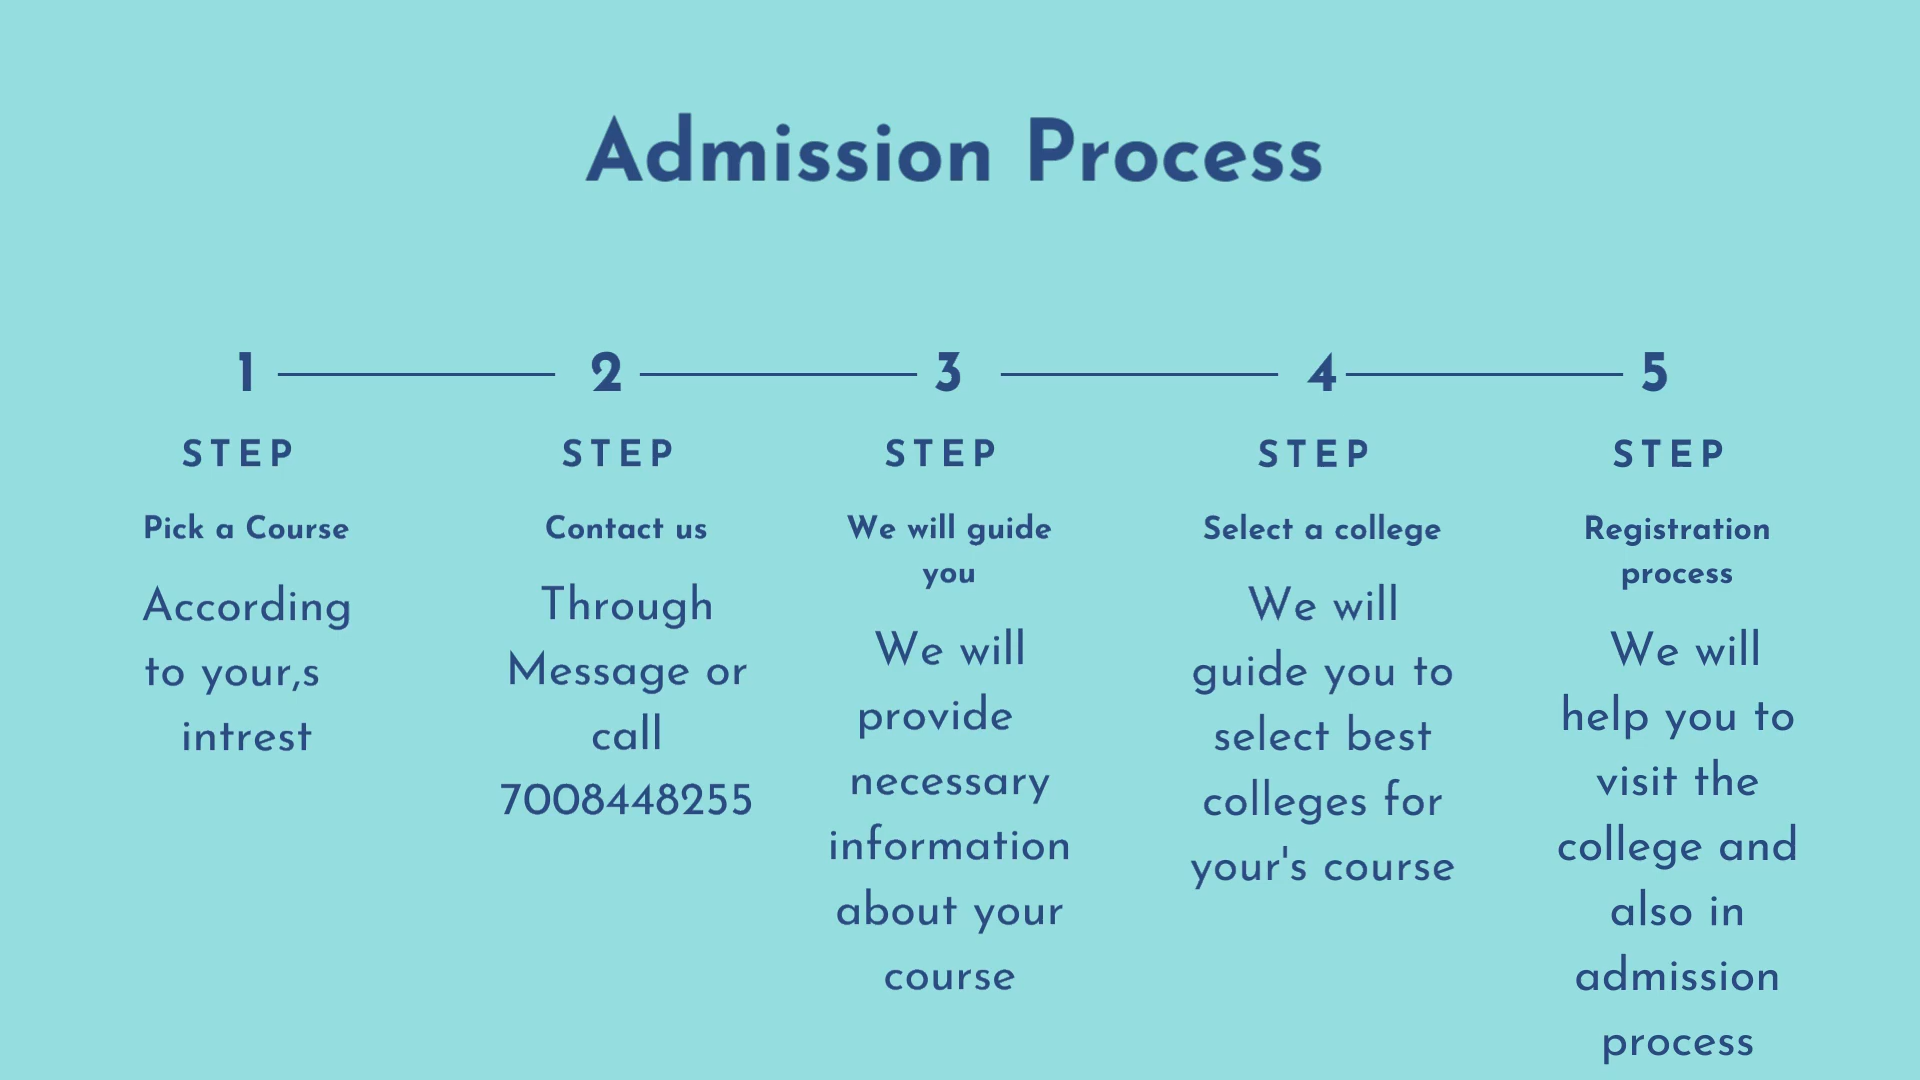 Admission Process
1
STEP
Pick a Course
According
to your,s
intrest
2
STEP
Contact us
Through
Message or
call
7008448255
3
STEP
We will guide
you
We will
provide
necessary
information
about your
course
4
STEP
Select a college
We will
guide you to
select best
colleges for
your's course
5
STEP
Registration
process
We will
help you to
visit the
college and
also in
admission
process